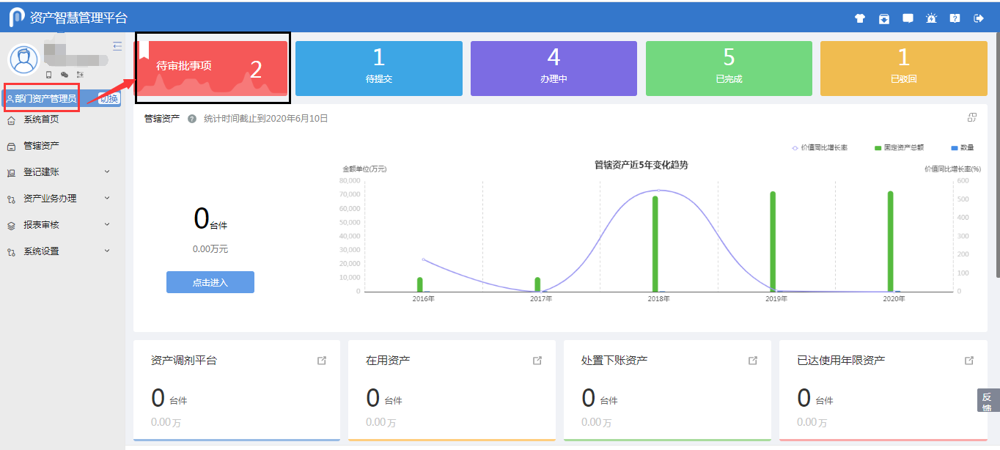 资产智慧管理平台
部门资产管理员
切换
系统首页
管辖资产
登记建账
资产业务办理
报表审核
系统设置
待审批事项 2
1
待提交
4
办理中
5
已完成
1
已驳回
管辖资产 ? 统计时间截止到2020年6月10日
价值同比增长率 固定资产总额 数量
管辖资产近5年变化趋势
金额单位(万元)
价值同比增长率(%)
80,000
70,000
60,000
50,000
40,000
30,000
20,000
10,000
0
600
500
400
300
200
100
0
2016年 2017年 2018年 2019年 2020年
0台件
0.00万元
点击进入
资产调剂平台
0 台件
0.00万
在用资产
0 台件
0.00万
处置下账资产
0 台件
0.00万
已达使用年限资产
0 台件
0.00万
反
馈